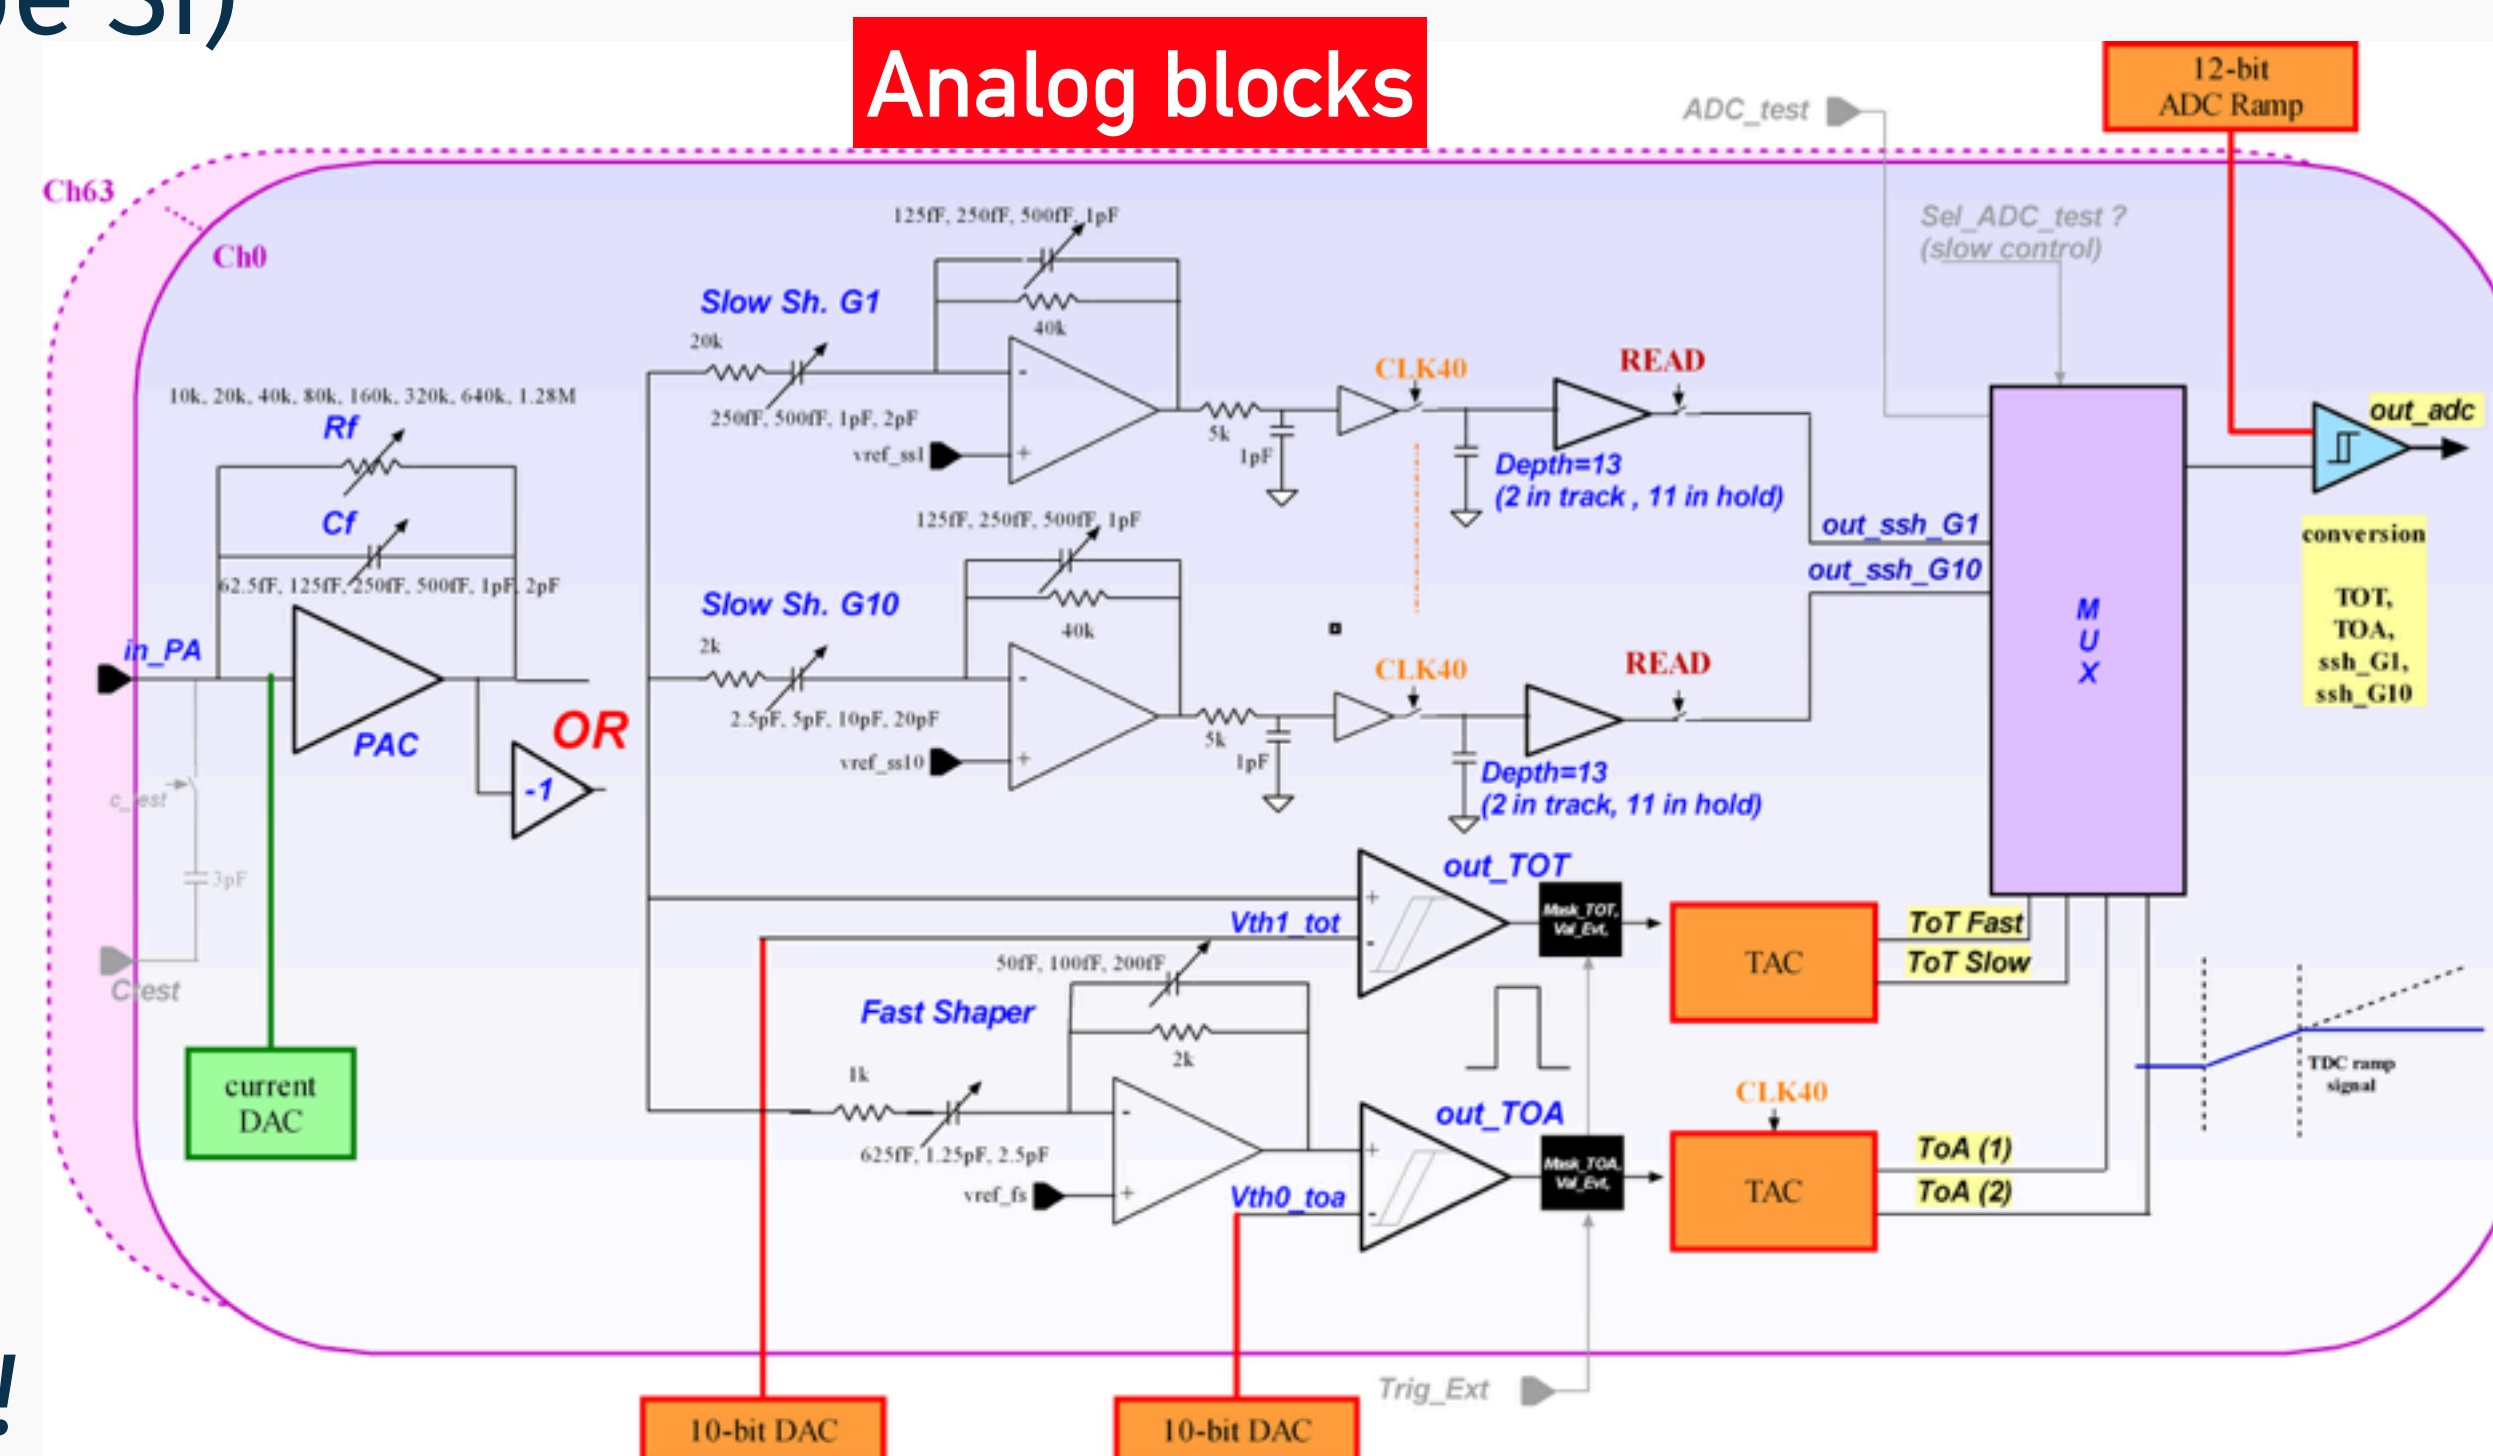 be SI)
Analog blocks
12-bit
ADC Ramp
ADC_test
Ch63
Ch0
Sel_ADC_test ?
(slow control)
125fF, 250fF, 500fF, 1pF
Slow Sh. G1
20k
40k
250fF, 500fF, 1pF, 2pF
vref_ss1
-
+
5k
1pF
CLK40
READ
Depth=13
(2 in track , 11 in hold)
out_ssh_G1
out_adc
10k, 20k, 40k, 80k, 160k, 320k, 640k, 1.28M
Rf
Cf
62.5fF, 125fF, 250fF, 500fF, 1pF, 2pF
in_PA
PAC
OR
-1
125fF, 250fF, 500fF, 1pF
Slow Sh. G10
2k
40k
2.5pF, 5pF, 10pF, 20pF
vref_ss10
-
+
5k
1pF
CLK40
READ
Depth=13
(2 in track, 11 in hold)
out_ssh_G10
M
U
X
conversion
TOT,
TOA,
ssh_G1,
ssh_G10
c_test
3pF
Ctest
current
DAC
out_TOT
+
-
Vth1_tot
Mask_TOT,
Val_Evt,
TAC
ToT Fast
ToT Slow
50fF, 100fF, 200fF
Fast Shaper
1k
2k
625fF, 1.25pF, 2.5pF
vref_fs
-
+
out_TOA
+
-
Vth0_toa
Mask_TOA,
Val_Evt,
CLK40
TAC
ToA (1)
ToA (2)
TDC ramp
signal
Trig_Ext
10-bit DAC
10-bit DAC
!